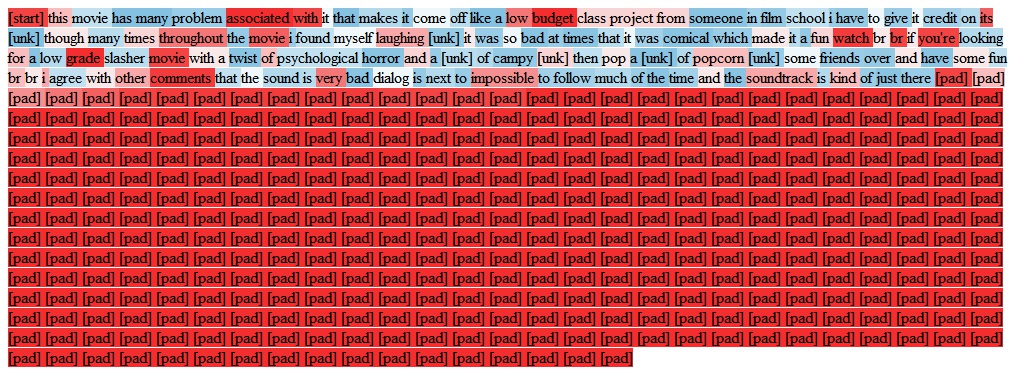 [start] this movie has many problem associated with it that makes it come off like a low budget class project from someone in film school i have to give it credit on its
[unk] though many times throughout the movie i found myself laughing [unk] it was so bad at times that it was comical which made it a fun watch br br if you're looking
for a low grade slasher movie with a twist of psychological horror and a [unk] of campy [unk] then pop a [unk] of popcorn [unk] some friends over and have some fun
br br i agree with other comments that the sound is very bad dialog is next to impossible to follow much of the time and the soundtrack is kind of just there [pad] [pad]
[pad] [pad] [pad] [pad] [pad] [pad] [pad] [pad] [pad] [pad] [pad] [pad] [pad] [pad] [pad] [pad] [pad] [pad] [pad] [pad] [pad] [pad] [pad] [pad] [pad] [pad] [pad]
[pad] [pad] [pad] [pad] [pad] [pad] [pad] [pad] [pad] [pad] [pad] [pad] [pad] [pad] [pad] [pad] [pad] [pad] [pad] [pad] [pad] [pad] [pad] [pad] [pad] [pad] [pad]
[pad] [pad] [pad] [pad] [pad] [pad] [pad] [pad] [pad] [pad] [pad] [pad] [pad] [pad] [pad] [pad] [pad] [pad] [pad] [pad] [pad] [pad] [pad] [pad] [pad] [pad] [pad]
[pad] [pad] [pad] [pad] [pad] [pad] [pad] [pad] [pad] [pad] [pad] [pad] [pad] [pad] [pad] [pad] [pad] [pad] [pad] [pad] [pad] [pad] [pad] [pad] [pad] [pad] [pad]
[pad] [pad] [pad] [pad] [pad] [pad] [pad] [pad] [pad] [pad] [pad] [pad] [pad] [pad] [pad] [pad] [pad] [pad] [pad] [pad] [pad] [pad] [pad] [pad] [pad] [pad] [pad]
[pad] [pad] [pad] [pad] [pad] [pad] [pad] [pad] [pad] [pad] [pad] [pad] [pad] [pad] [pad] [pad] [pad] [pad] [pad] [pad] [pad] [pad] [pad] [pad] [pad] [pad] [pad]
[pad] [pad] [pad] [pad] [pad] [pad] [pad] [pad] [pad] [pad] [pad] [pad] [pad] [pad] [pad] [pad] [pad] [pad] [pad] [pad] [pad] [pad] [pad] [pad] [pad] [pad] [pad]
[pad] [pad] [pad] [pad] [pad] [pad] [pad] [pad] [pad] [pad] [pad] [pad] [pad] [pad] [pad] [pad] [pad] [pad] [pad] [pad] [pad] [pad] [pad] [pad] [pad] [pad] [pad]
[pad] [pad] [pad] [pad] [pad] [pad] [pad] [pad] [pad] [pad] [pad] [pad] [pad] [pad] [pad] [pad] [pad] [pad] [pad] [pad] [pad] [pad] [pad] [pad] [pad] [pad] [pad]
[pad] [pad] [pad] [pad] [pad] [pad] [pad] [pad] [pad] [pad] [pad] [pad] [pad] [pad] [pad] [pad] [pad] [pad] [pad] [pad] [pad] [pad] [pad] [pad] [pad] [pad] [pad]
[pad] [pad] [pad] [pad] [pad] [pad] [pad] [pad] [pad] [pad] [pad] [pad] [pad] [pad] [pad] [pad] [pad] [pad] [pad] [pad] [pad] [pad] [pad] [pad] [pad] [pad] [pad]
[pad] [pad] [pad] [pad] [pad] [pad] [pad] [pad] [pad] [pad] [pad] [pad] [pad] [pad] [pad] [pad] [pad] [pad] [pad] [pad] [pad] [pad] [pad] [pad] [pad] [pad] [pad]
[pad] [pad] [pad] [pad] [pad] [pad] [pad] [pad] [pad] [pad] [pad] [pad] [pad] [pad] [pad] [pad] [pad] [pad] [pad] [pad] [pad] [pad] [pad] [pad] [pad] [pad] [pad]
[pad] [pad] [pad] [pad] [pad] [pad] [pad] [pad] [pad] [pad] [pad] [pad] [pad] [pad] [pad] [pad] [pad]